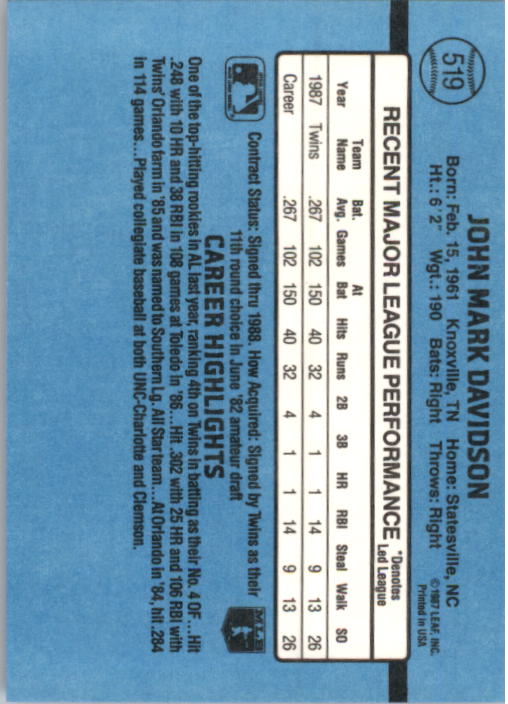 519
JOHN MARK DAVIDSON
Born: Feb. 15, 1961 Knoxville, TN Home: Statesville, NC
Ht.: 6' 2" Wgt.: 190 Bats: Right Throws: Right
©1987 LEAF, INC.
Printed in USA
RECENT MAJOR LEAGUE PERFORMANCE *Denotes Led League
Year Team Name Bat. Avg. Games At Bat Hits Runs 2B 3B HR RBI Steal Walk SO
1987 Twins .267 102 150 40 32 4 1 1 14 9 13 26
Career .267 102 150 40 32 4 1 1 14 9 13 26
Contract Status: Signed thru 1988. How Acquired: Signed by Twins as their
11th round choice in June '82 amateur draft
MLB
CAREER HIGHLIGHTS
One of the top-hitting rookies in AL last year, ranking 4th on Twins in batting as their No. 4 OF...Hit
.248 with 10 HR and 38 RBI in 108 games at Toledo in '86...Hit .302 with 25 HR and 106 RBI with
Twins' Orlando farm in '85 and was named to Southern Lg. All Star team...At Orlando in '84, hit .284
in 114 games...Played collegiate baseball at both UNC-Charlotte and Clemson.